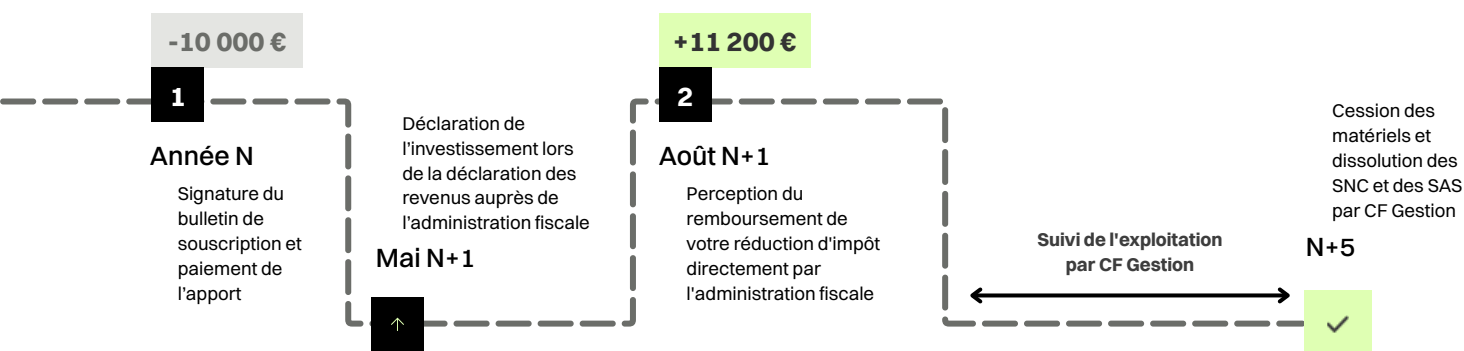 -10 000 €
1
Année N
Signature du
bulletin de
souscription et
paiement de
l’apport
Déclaration de
l’investissement lors
de la déclaration des
revenus auprès de
l’administration fiscale
Mai N+1
+11 200 €
2
Août N+1
Perception du
remboursement de
votre réduction d'impôt
directement par
l'administration fiscale
Suivi de l'exploitation
par CF Gestion
Cession des
matériels et
dissolution des
SNC et des SAS
par CF Gestion
N+5